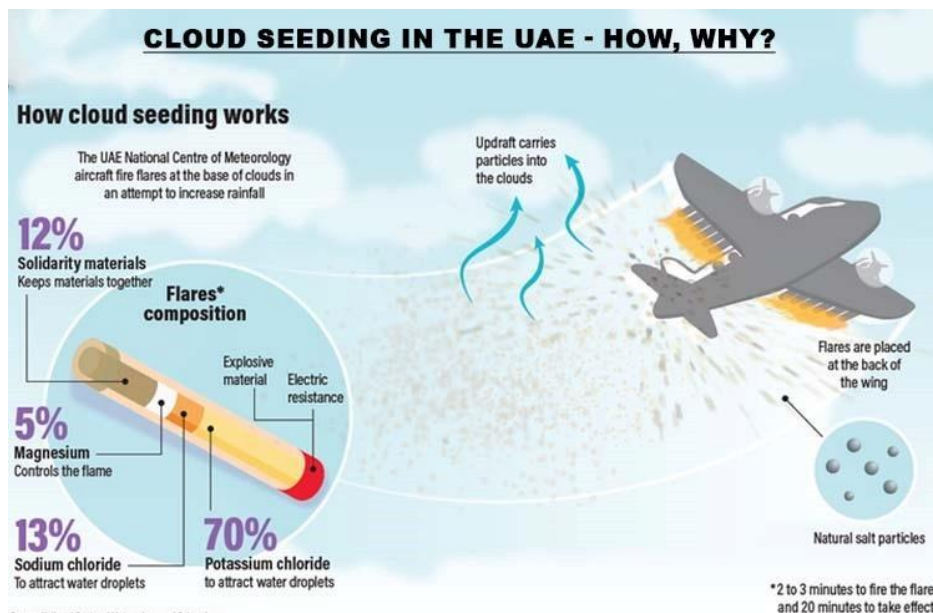 CLOUD SEEDING IN THE UAE - HOW, WHY?
How cloud seeding works
The UAE National Centre of Meteorology
aircraft fire flares at the base of clouds in
an attempt to increase rainfall
Updraft carries
particles into
the clouds
12%
Solidarity materials
Keeps materials together
Flares*
composition
Explosive
material
Electric
resistance
5%
Magnesium
Controls the flame
13%
Sodium chloride
To attract water droplets
70%
Potassium chloride
to attract water droplets
Flares are placed
at the back of
the wing
Natural salt particles
*2 to 3 minutes to fire the flare
and 20 minutes to take effect